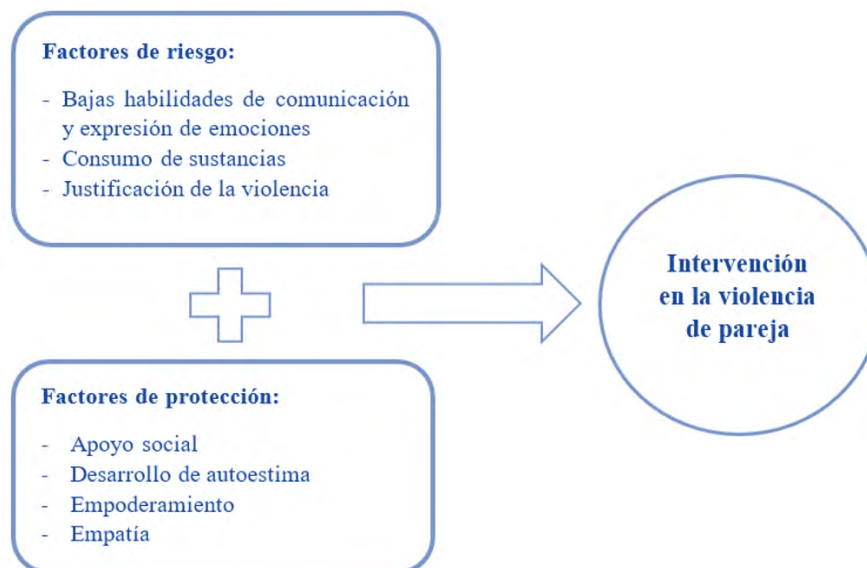 Factores de riesgo:
- Bajas habilidades de comunicación
y expresión de emociones
- Consumo de sustancias
- Justificación de la violencia
Intervención
en la violencia
de pareja
Factores de protección:
- Apoyo social
- Desarrollo de autoestima
- Empoderamiento
- Empatía